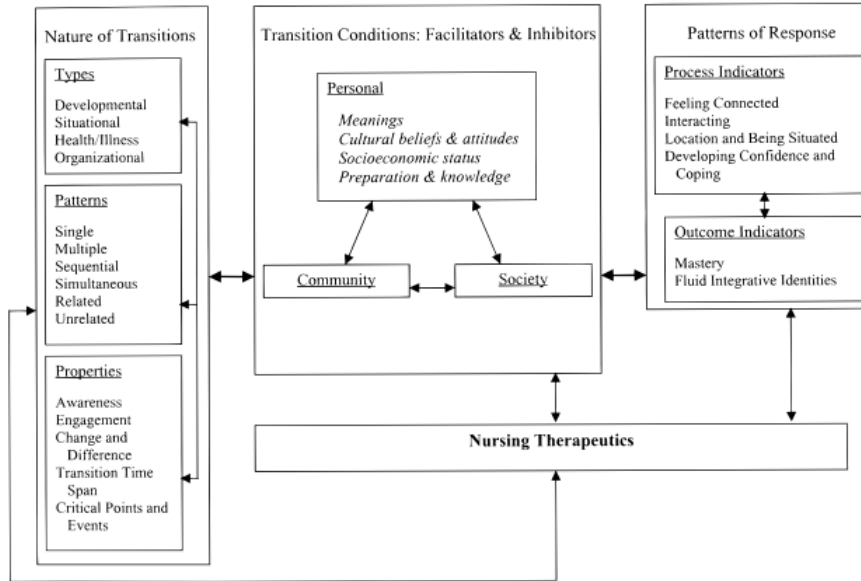 Nature of Transitions
Types
Developmental
Situational
Health/Illness
Organizational
Patterns
Single
Multiple
Sequential
Simultaneous
Related
Unrelated
Properties
Awareness
Engagement
Change and
Difference
Transition Time
Span
Critical Points and
Events
Transition Conditions: Facilitators & Inhibitors
Personal
Meanings
Cultural beliefs & attitudes
Socioeconomic status
Preparation & knowledge
Community
Society
Patterns of Response
Process Indicators
Feeling Connected
Interacting
Location and Being Situated
Developing Confidence and
Coping
Outcome Indicators
Mastery
Fluid Integrative Identities
Nursing Therapeutics